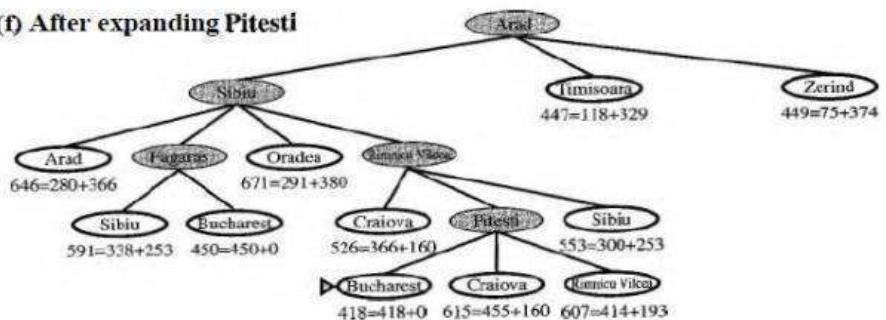 (f) After expanding Pitesti
Arad
Sibiu
Timisoara
Zerind
447=118+329
449=75+374
Arad
Fagaras
Oradea
Rimnicu Vilcea
646=280+366
671=291+380
Sibiu
Bucharest
Craiova
Pitesti
Sibiu
591=338+253
450=450+0
526=366+160
553=300+253
Bucharest
Craiova
Rimnicu Vilcea
418=418+0
615=455+160
607=414+193